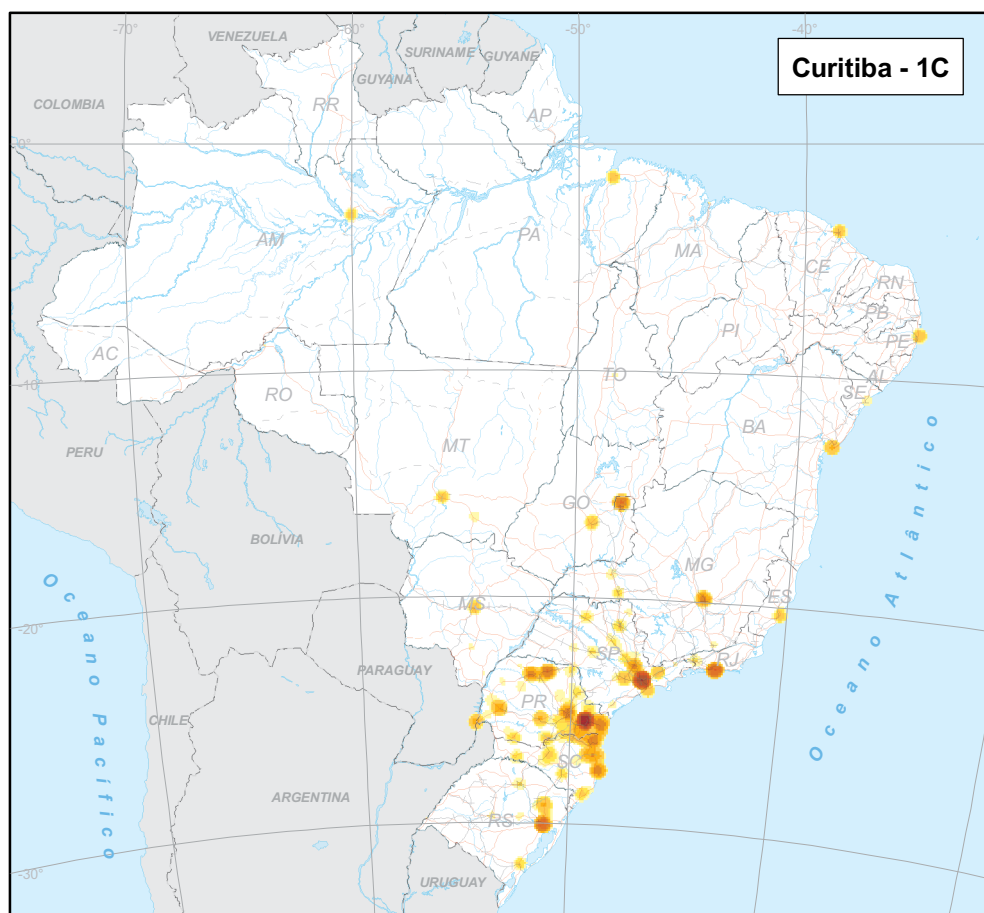 -70°
-60°
-50°
-40°
VENEZUELA
SURINAME
GUYANE
GUYANA
COLOMBIA
Curitiba - 1C
RR
AP
0°
AM
PA
MA
CE
RN
PB
PI
PE
AC
TO
AL
-10°
RO
SE
BA
MT
PERU
GO
BOLÍVIA
MG
Oceano Atlântico
MS
ES
-20°
SP
RJ
Oceano Pacífico
PARAGUAY
PR
CHILE
SC
ARGENTINA
RS
-30°
URUGUAY